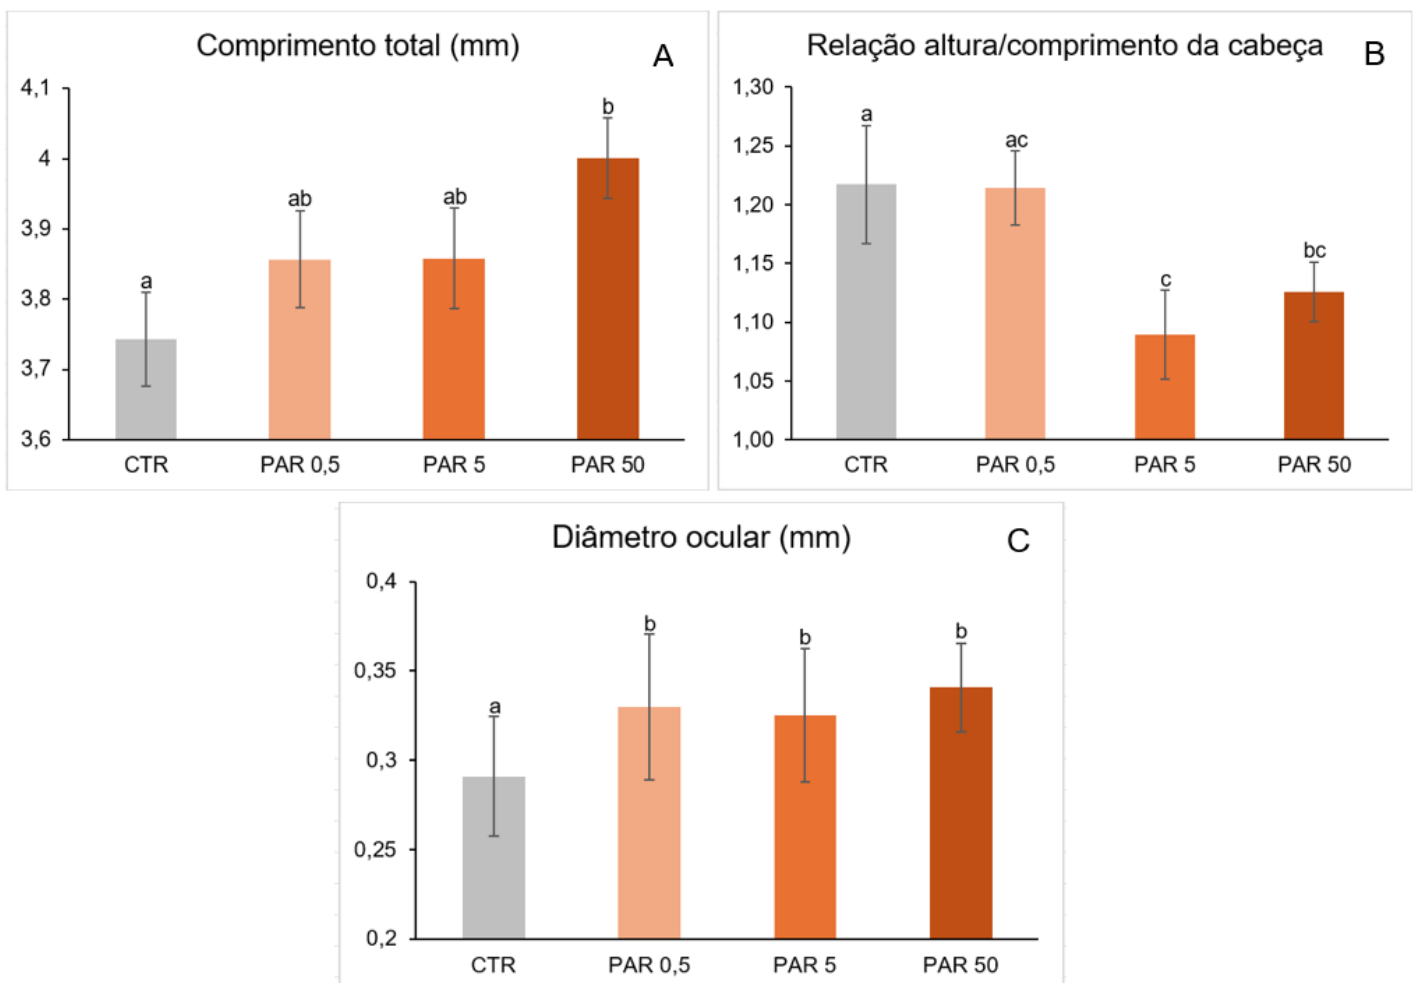 Comprimento total (mm)
A
4,1
4
3,9
3,8
3,7
3,6
a
ab
ab
b
CTR
PAR 0,5
PAR 5
PAR 50
Relação altura/comprimento da cabeça
B
1,30
1,25
1,20
1,15
1,10
1,05
1,00
a
ac
c
bc
CTR
PAR 0,5
PAR 5
PAR 50
Diâmetro ocular (mm)
C
0,4
0,35
0,3
0,25
0,2
a
b
b
b
CTR
PAR 0,5
PAR 5
PAR 50